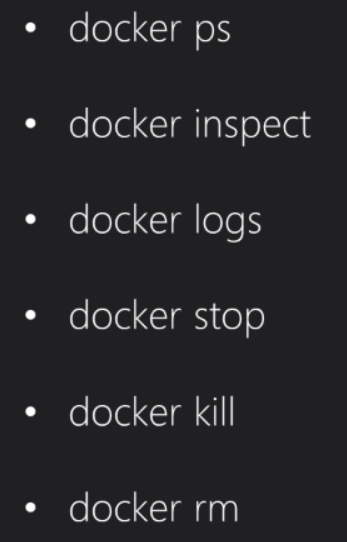 • docker ps
• docker inspect
• docker logs
• docker stop
• docker kill
• docker rm